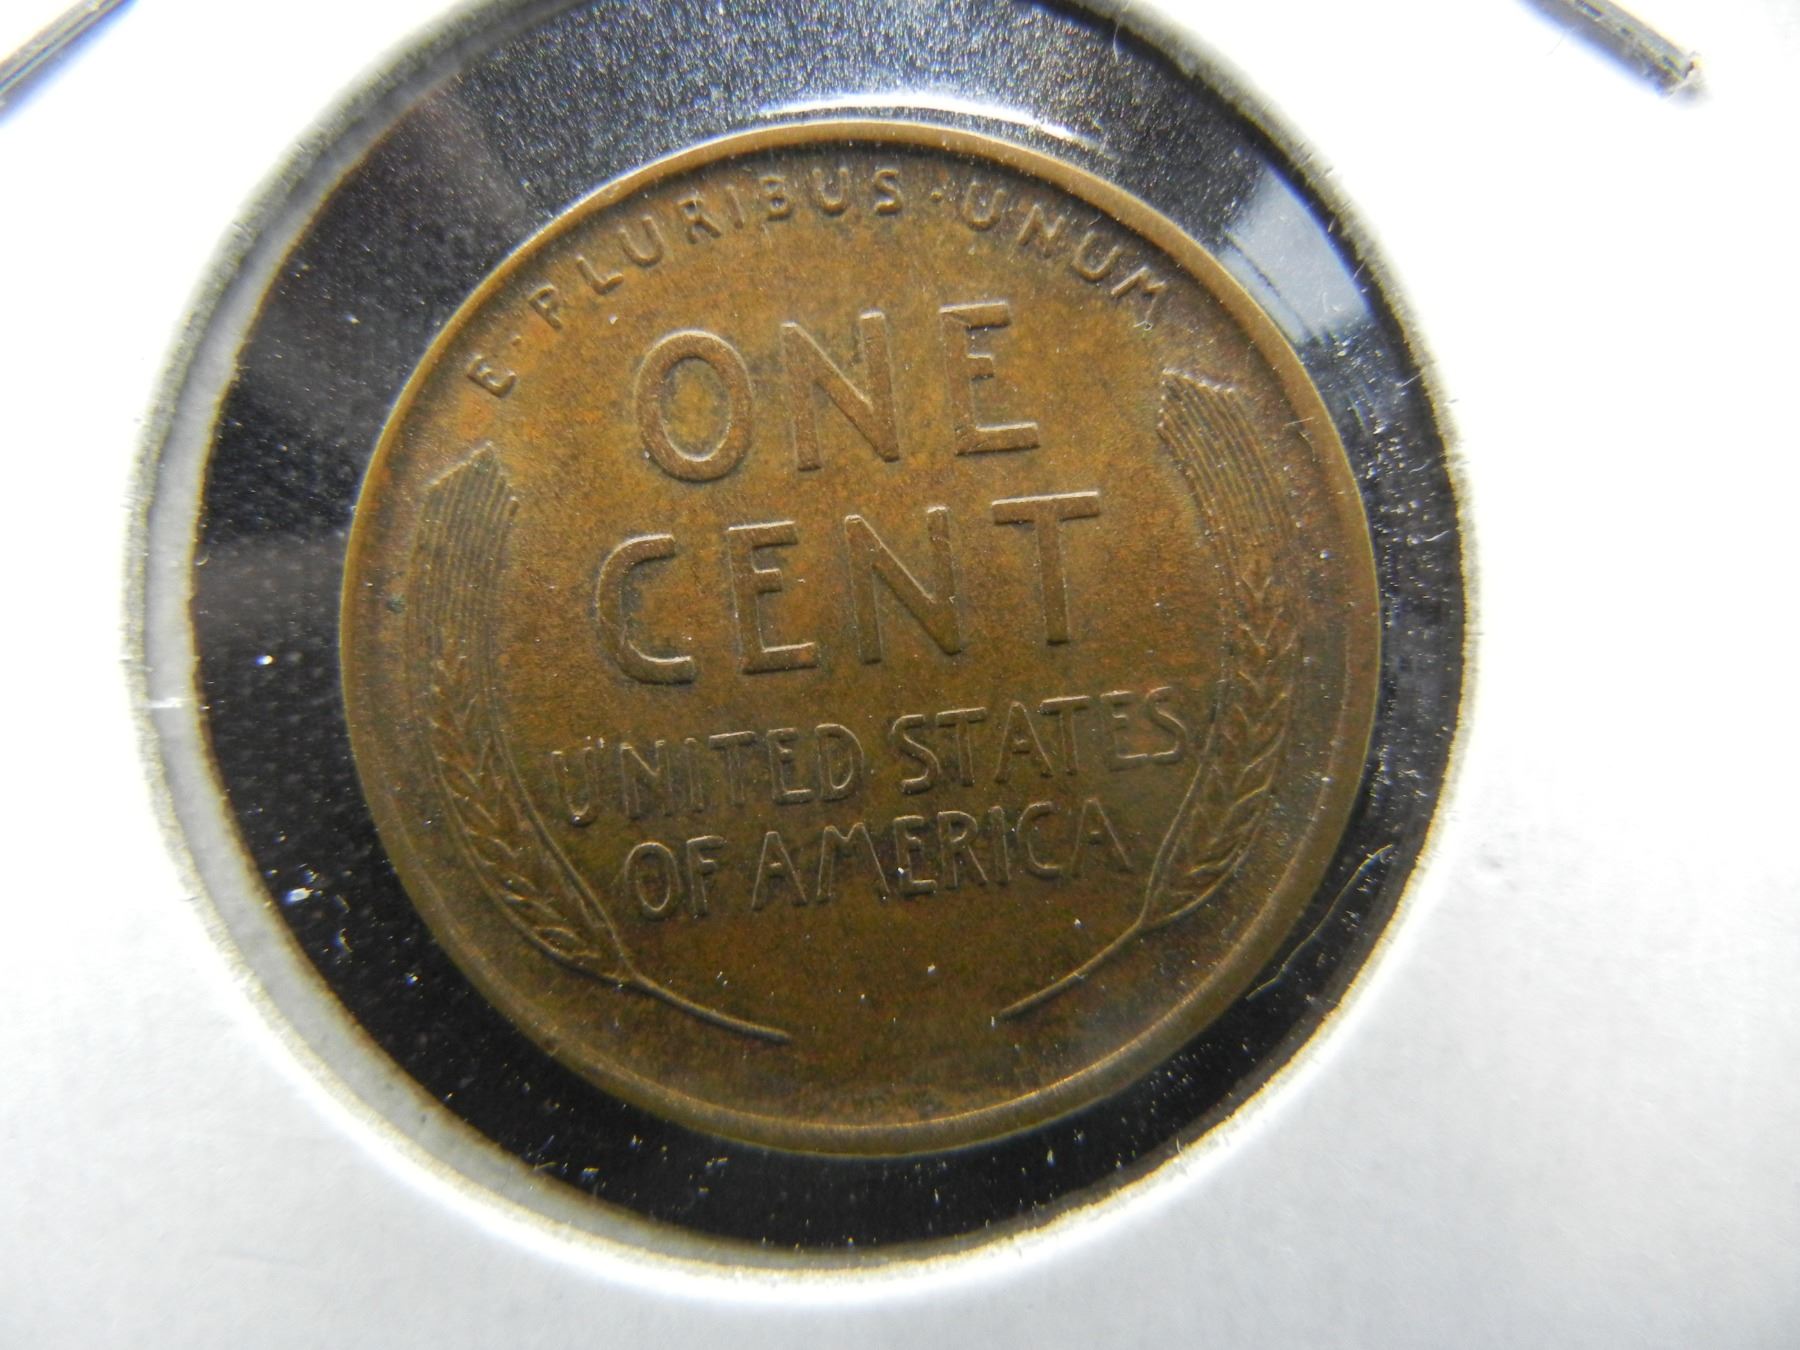 E·PLURIBUS·UNUM
ONE
CENT
UNITED STATES
OF AMERICA